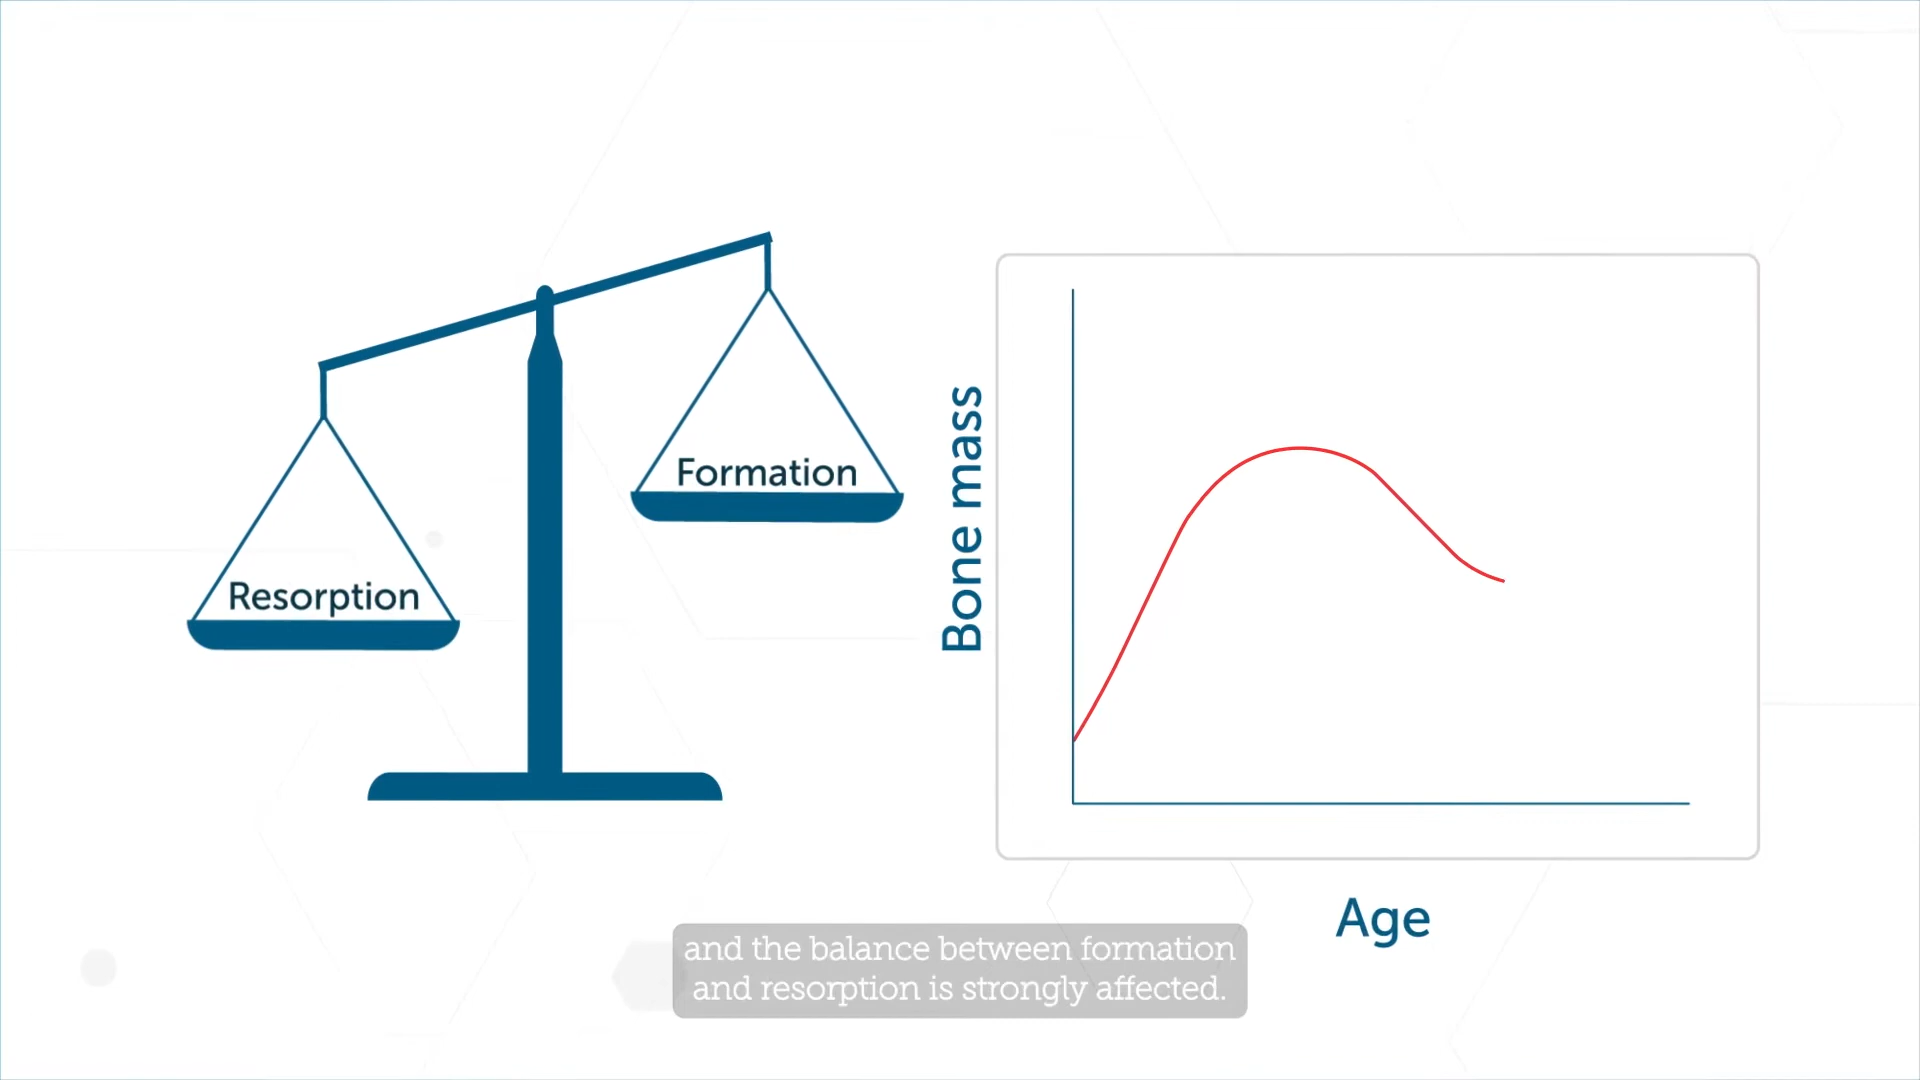 Formation
Resorption
Bone mass
Age
and the balance between formation
and resorption is strongly affected.